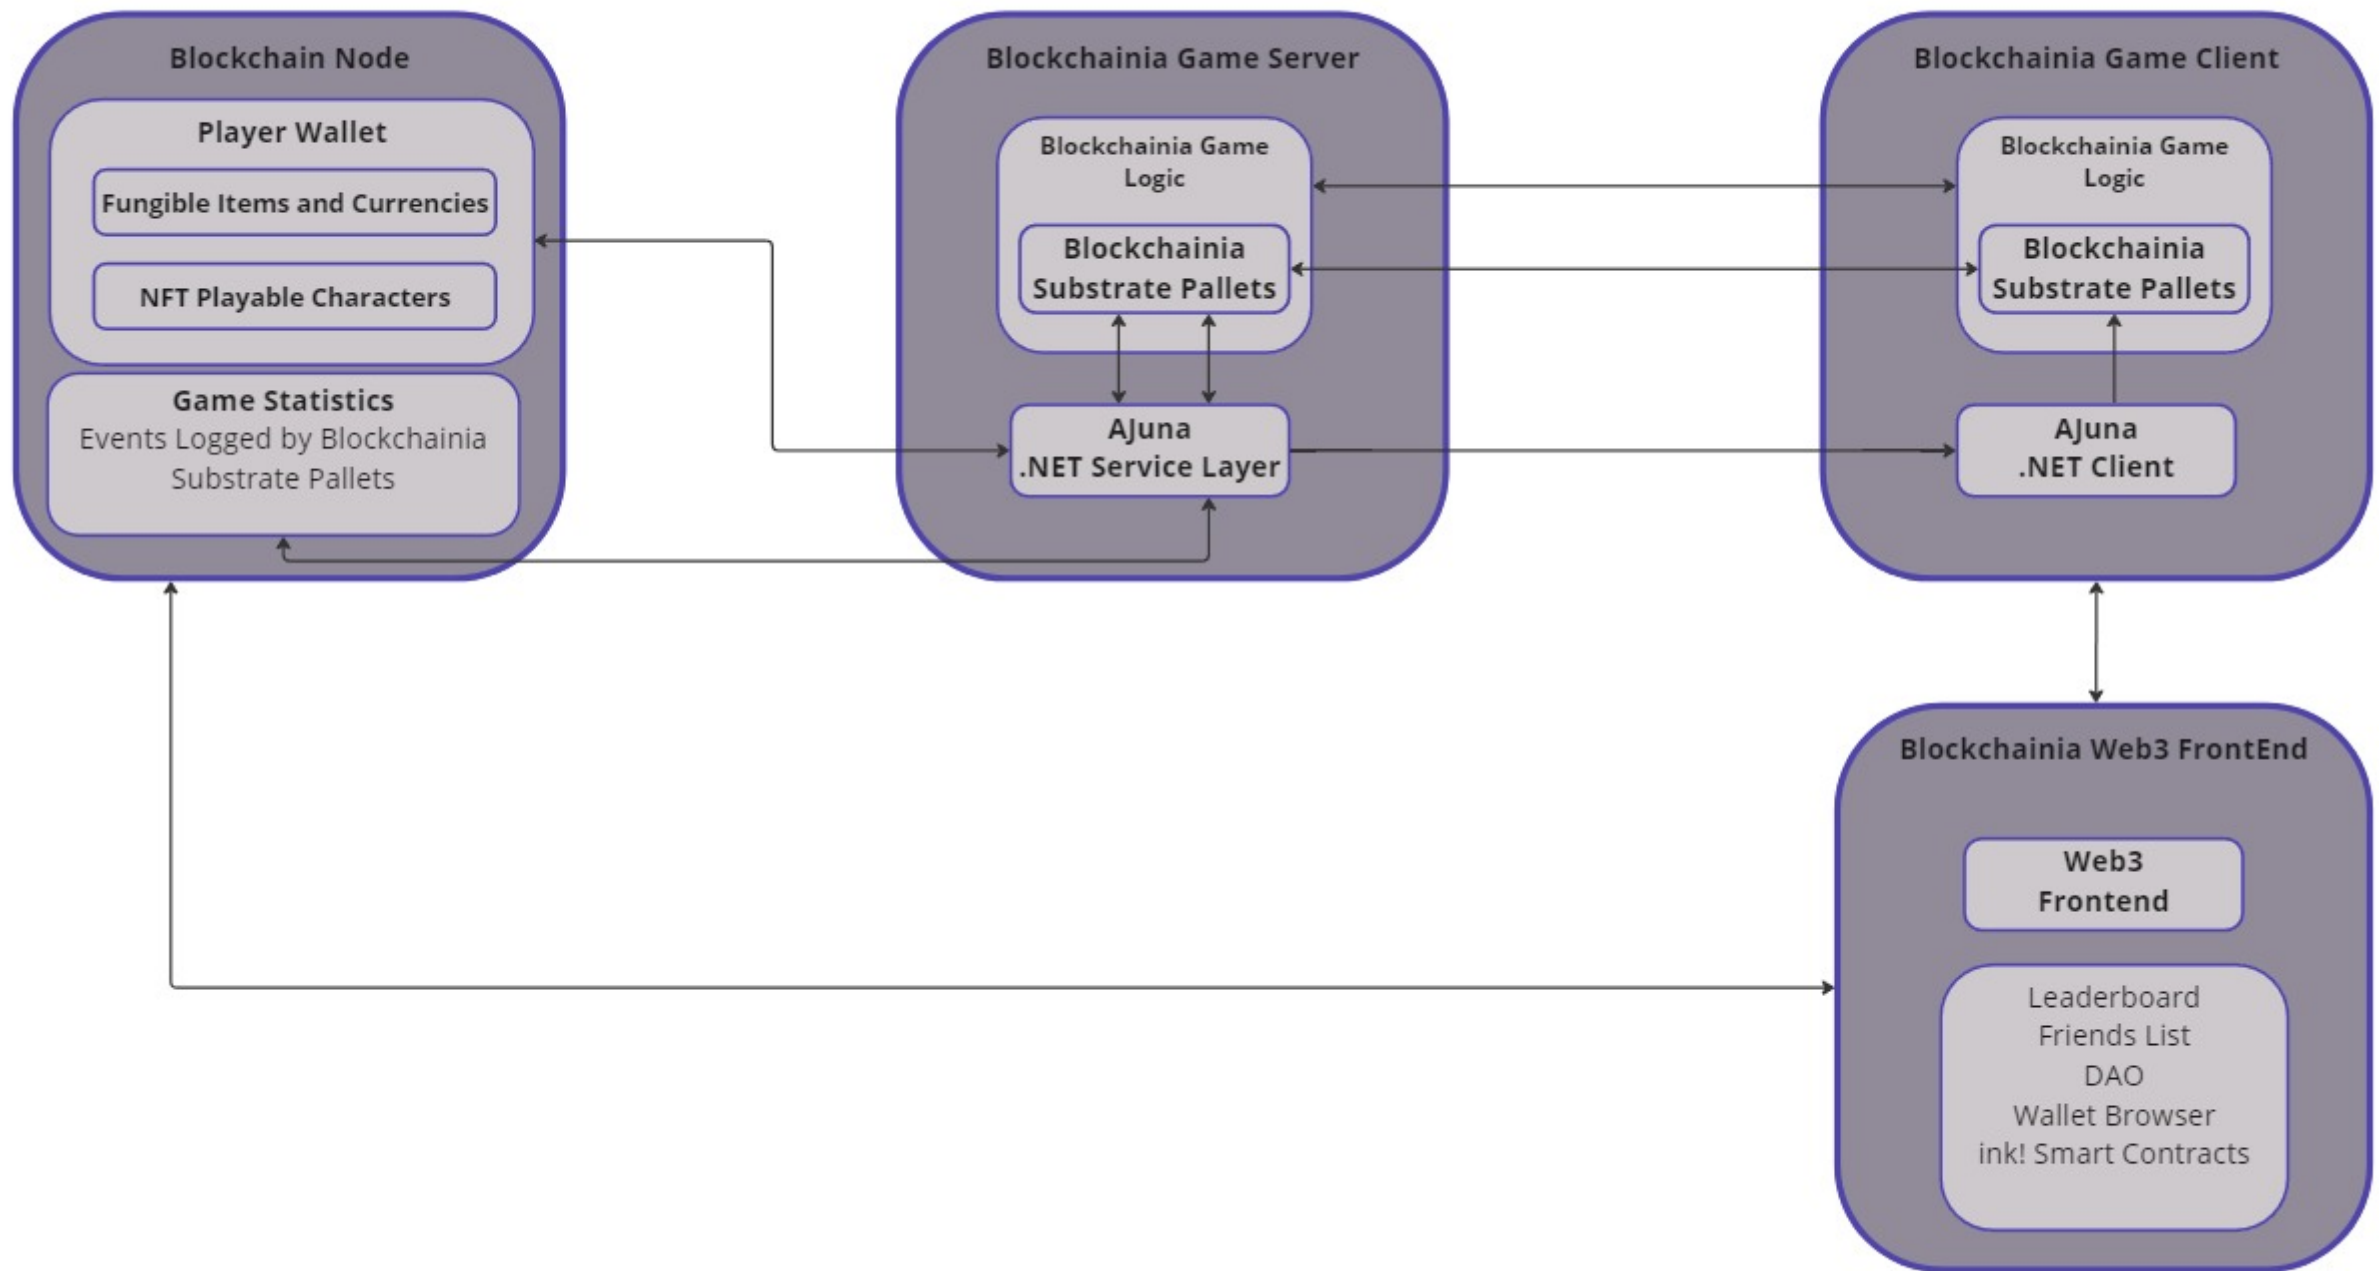 Blockchain Node
Player Wallet
Fungible Items and Currencies
NFT Playable Characters
Game Statistics
Events Logged by Blockchainia
Substrate Pallets
Blockchainia Game Server
Blockchainia Game
Logic
Blockchainia
Substrate Pallets
AJuna
.NET Service Layer
Blockchainia Game Client
Blockchainia Game
Logic
Blockchainia
Substrate Pallets
AJuna
.NET Client
Blockchainia Web3 FrontEnd
Web3
Frontend
Leaderboard
Friends List
DAO
Wallet Browser
ink! Smart Contracts